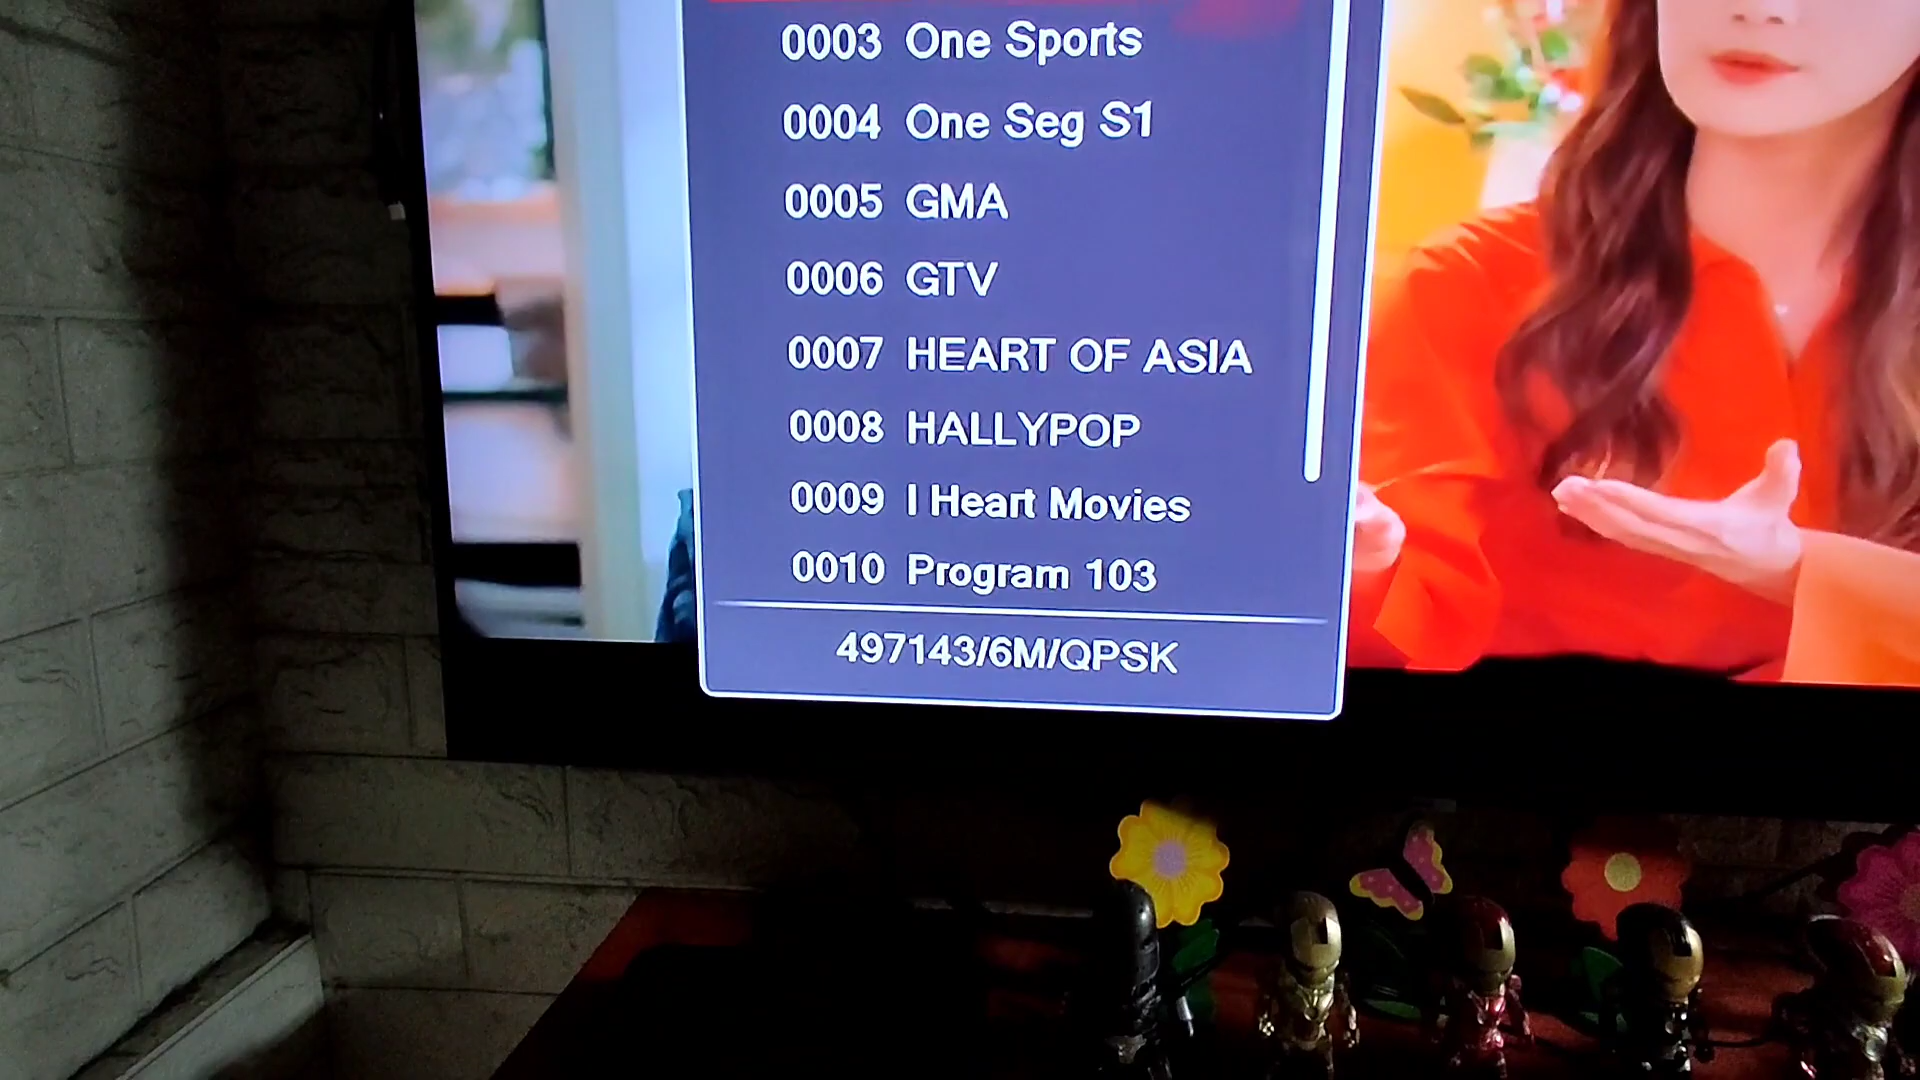 0003 One Sports
0004 One Seg S1
0005 GMA
0006 GTV
0007 HEART OF ASIA
0008 HALLYPOP
0009 I Heart Movies
0010 Program 103
497143/6M/QPSK